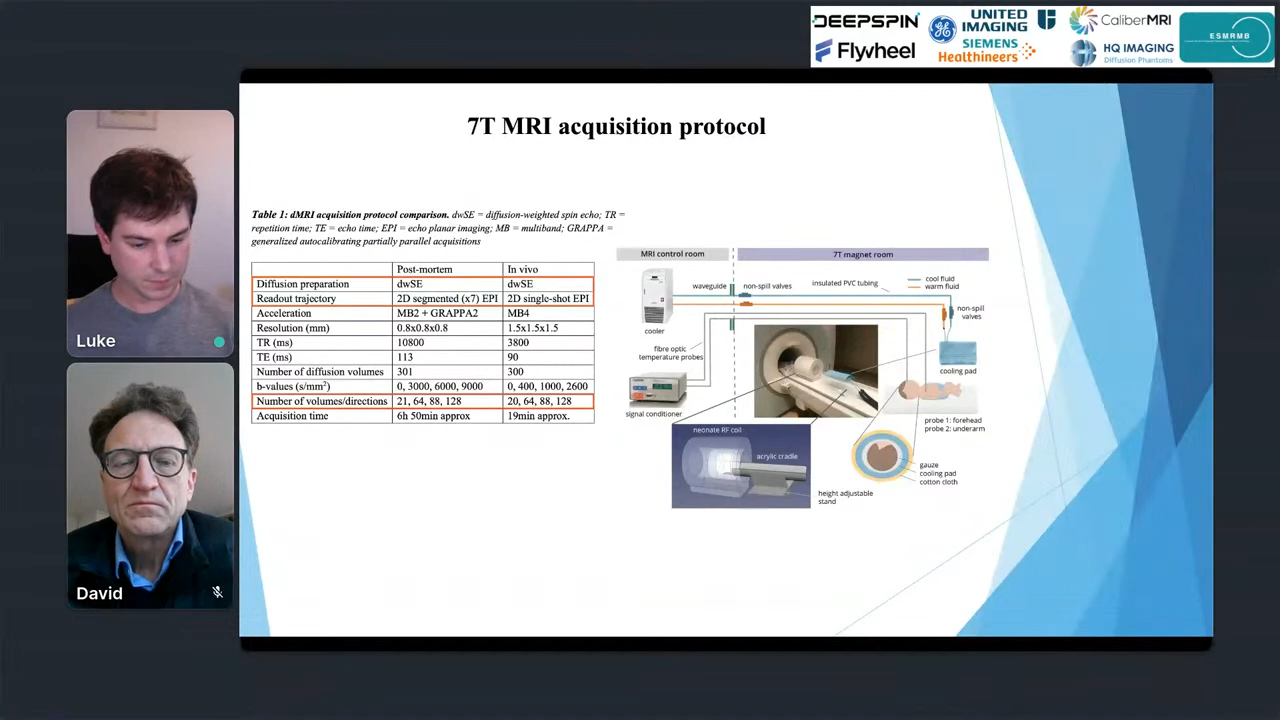 DEEPSPIN
UNITED
IMAGING
CaliberMRI
Flywheel
SIEMENS
Healthineers
HQ IMAGING
Diffusion Phantoms
ESMRMB
Luke
David
7T MRI acquisition protocol
Table 1: dMRI acquisition protocol comparison. dwSE = diffusion-weighted spin echo; TR =
repetition time; TE = echo time; EPI = echo planar imaging; MB = multiband; GRAPPA =
generalized autocalibrating partially parallel acquisitions
Post-mortem In vivo
Diffusion preparation dwSE dwSE
Readout trajectory 2D segmented (x7) EPI 2D single-shot EPI
Acceleration MB2 + GRAPPA2 MB4
Resolution (mm) 0.8x0.8x0.8 1.5x1.5x1.5
TR (ms) 10800 3800
TE (ms) 113 90
Number of diffusion volumes 301 300
b-values (s/mm²) 0, 3000, 6000, 9000 0, 400, 1000, 2600
Number of volumes/directions 21, 64, 88, 128 20, 64, 88, 128
Acquisition time 6h 50min approx 19min approx.
MRI control room
7T magnet room
waveguide
non-spill valves
insulated PVC tubing
cool fluid
warm fluid
non-spill
valves
cooler
fibre optic
temperature probes
cooling pad
signal conditioner
probe 1: forehead
probe 2: underarm
neonate RF coil
acrylic cradle
gauze
cooling pad
cotton cloth
height adjustable
stand